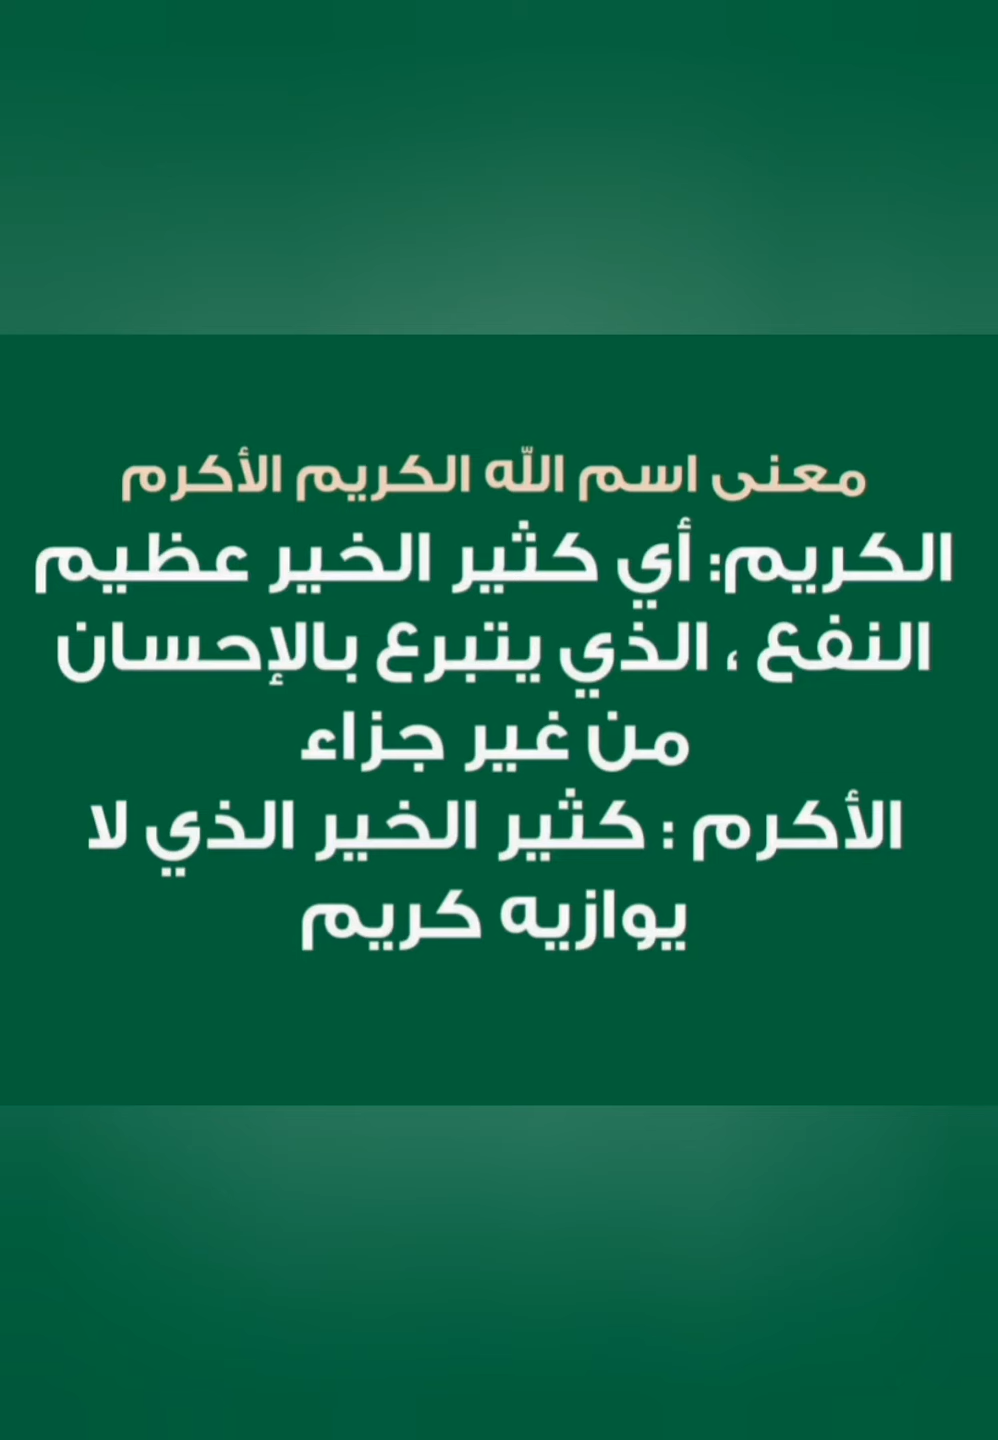 معنى اسم الله الكريم الأكرم
الكريم: أي كثير الخير عظيم
النفع ، الذي يتبرع بالإحسان
من غير جزاء
الأكرم : كثير الخير الذي لا
يوازيه كريم